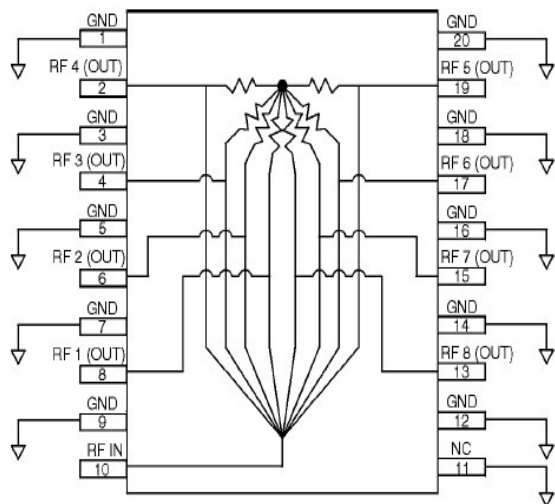 GND
1
RF 4 (OUT)
2
GND
3
RF 3 (OUT)
4
GND
5
RF 2 (OUT)
6
GND
7
RF 1 (OUT)
8
GND
9
RF IN
10
GND
20
RF 5 (OUT)
19
GND
18
RF 6 (OUT)
17
GND
16
RF 7 (OUT)
15
GND
14
RF 8 (OUT)
13
GND
12
NC
11